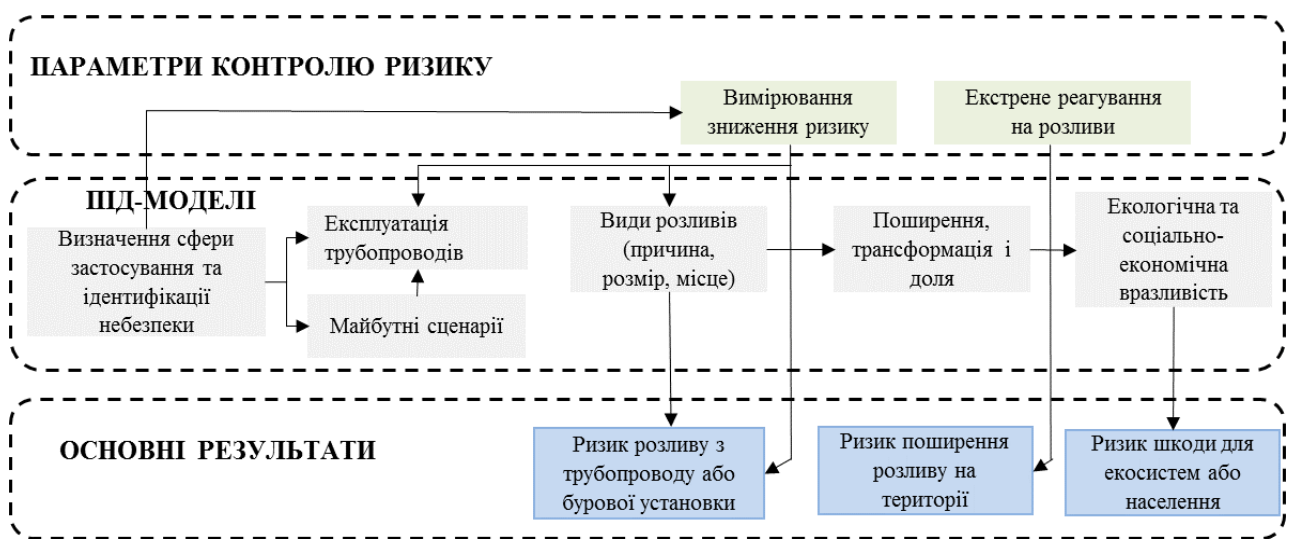 ПАРАМЕТРИ КОНТРОЛЮ РИЗИКУ
Вимірювання
зниження ризику
Екстрене реагування
на розливи
ПІД-МОДЕЛІ
Визначення сфери
застосування та
ідентифікації
небезпеки
Експлуатація
трубопроводів
Майбутні сценарії
Види розливів
(причина,
розмір, місце)
Поширення,
трансформація і
доля
Екологічна та
соціально-
економічна
вразливість
ОСНОВНІ РЕЗУЛЬТАТИ
Ризик розливу з
трубопроводу або
бурової установки
Ризик поширення
розливу на
території
Ризик шкоди для
екосистем або
населення